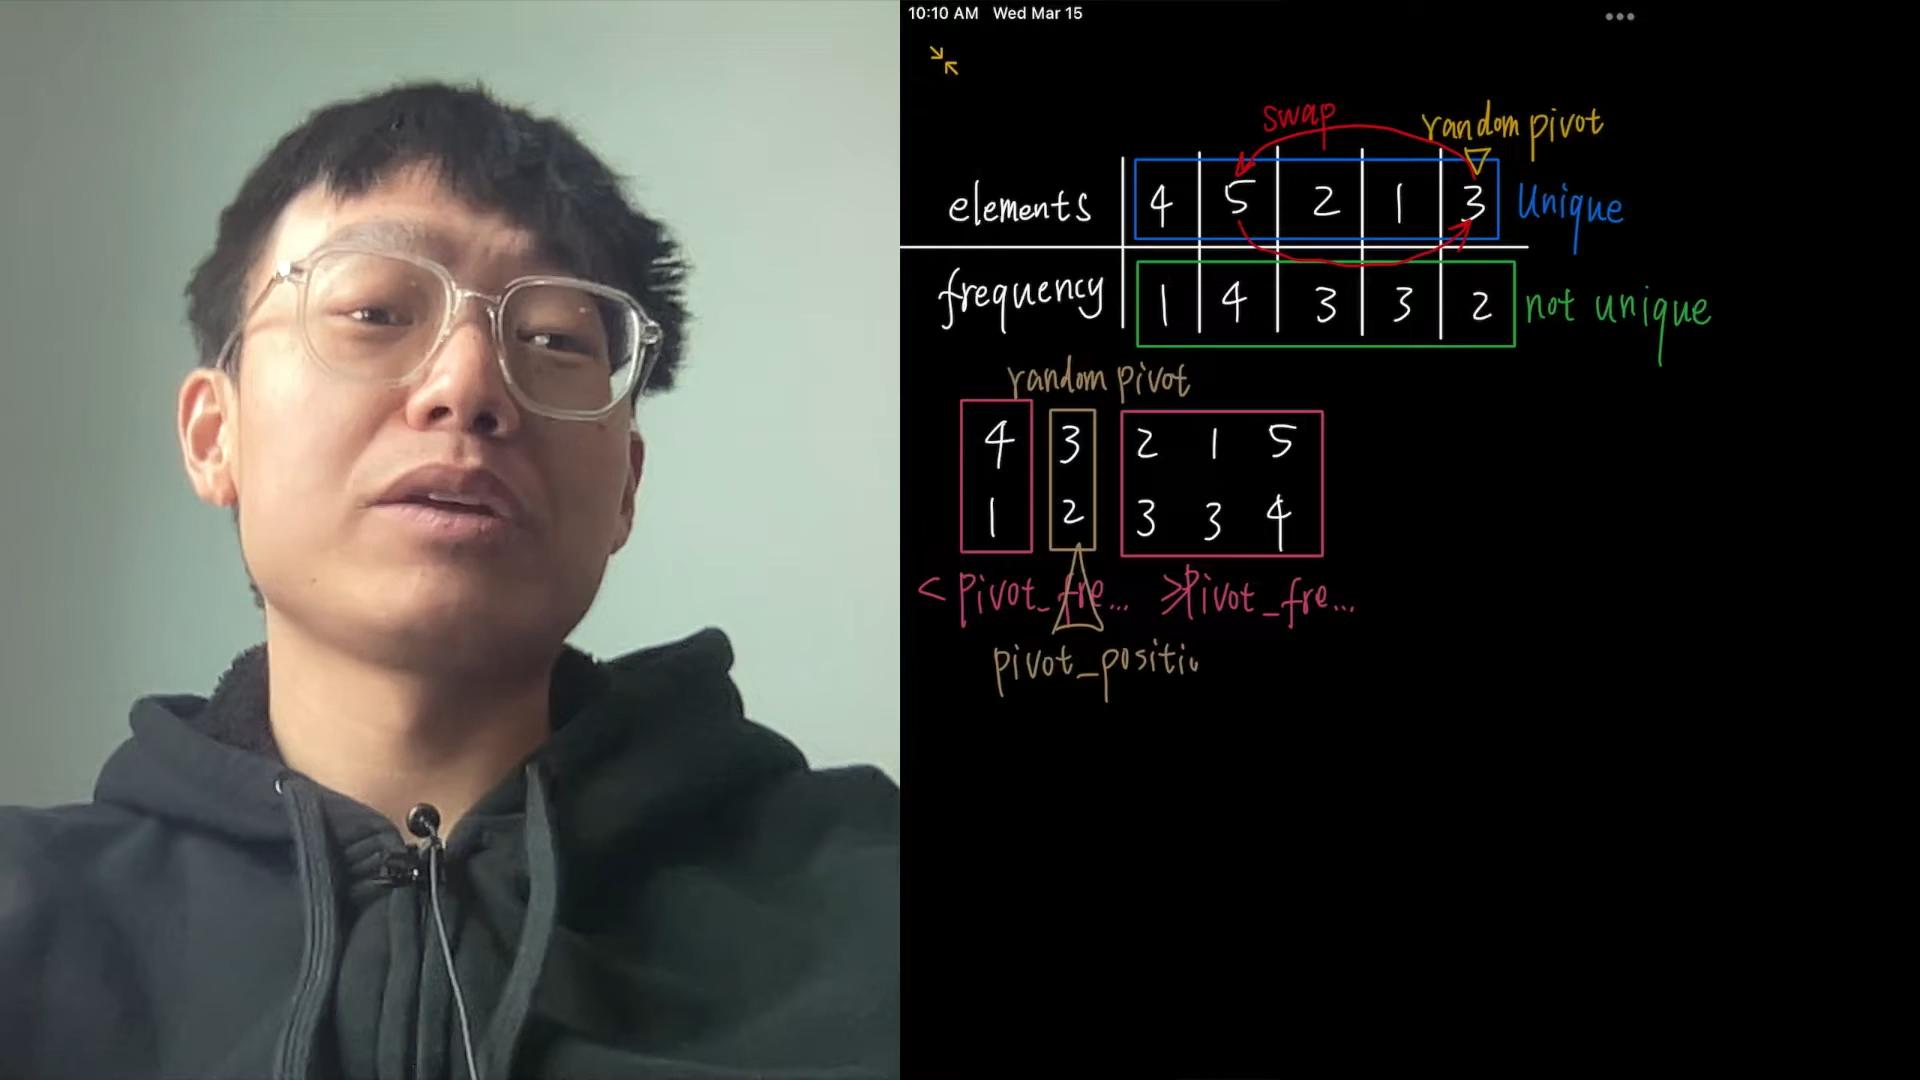 10:10 AM Wed Mar 15
swap
random pivot
elements 4 5 2 1 3 Unique
frequency 1 4 3 3 2 not unique
random pivot
4 3 2 1 5
1 2 3 3 4
< pivot_fre... ≥pivot_fre...
pivot_positio